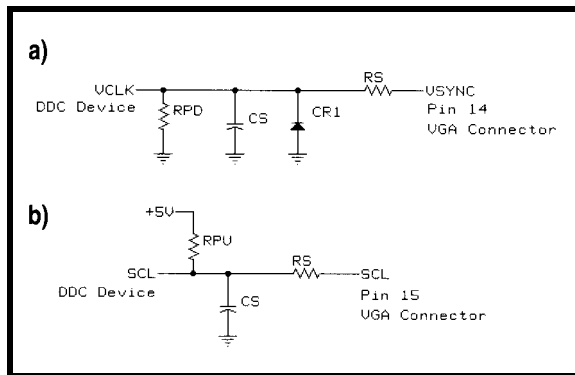 a)
VCLK
DDC Device
RPD
CS
CR1
RS
VSYNC
Pin 14
VGA Connector
b)
+5V
RPU
SCL
DDC Device
CS
RS
SCL
Pin 15
VGA Connector